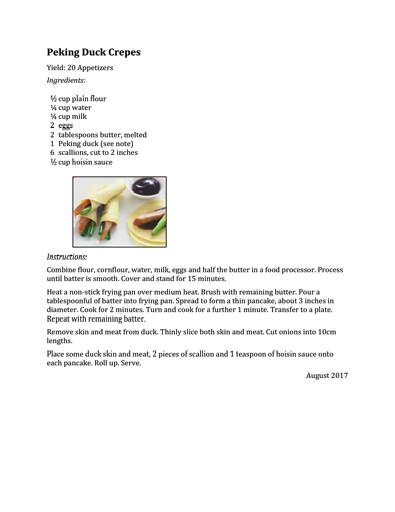 Peking Duck Crepes
Yield: 20 Appetizers
Ingredients:
½ cup plain flour
¼ cup water
¼ cup milk
2 eggs
2 tablespoons butter, melted
1 Peking duck (see note)
6 scallions, cut to 2 inches
½ cup hoisin sauce
Instructions:
Combine flour, cornflour, water, milk, eggs and half the butter in a food processor. Process
until batter is smooth. Cover and stand for 15 minutes.
Heat a non-stick frying pan over medium heat. Brush with remaining butter. Pour a
tablespoonful of batter into frying pan. Spread to form a thin pancake, about 3 inches in
diameter. Cook for 2 minutes. Turn and cook for a further 1 minute. Transfer to a plate.
Repeat with remaining batter.
Remove skin and meat from duck. Thinly slice both skin and meat. Cut onions into 10cm
lengths.
Place some duck skin and meat, 2 pieces of scallion and 1 teaspoon of hoisin sauce onto
each pancake. Roll up. Serve.
August 2017